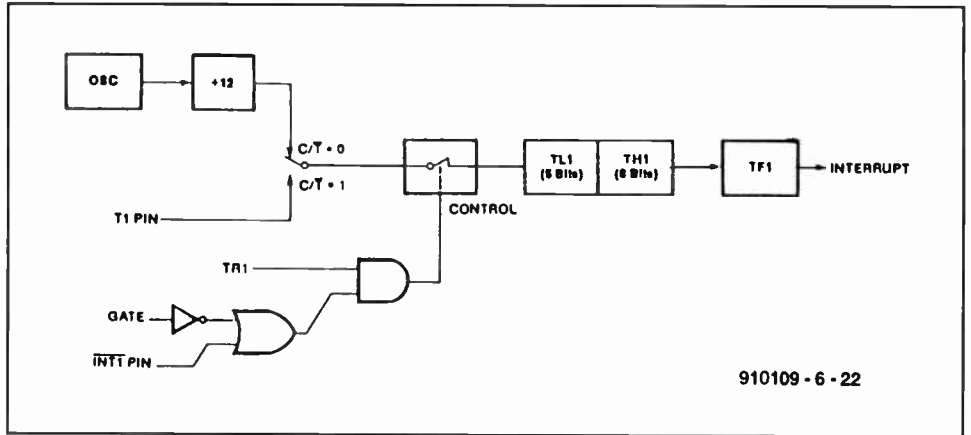 OSC
÷12
C/T̅ = 0
C/T̅ = 1
T1 PIN
TL1
(5 Bits)
TH1
(8 Bits)
TF1
INTERRUPT
CONTROL
TR1
GATE
I̅N̅T̅1̅ PIN
910109 - 6 - 22